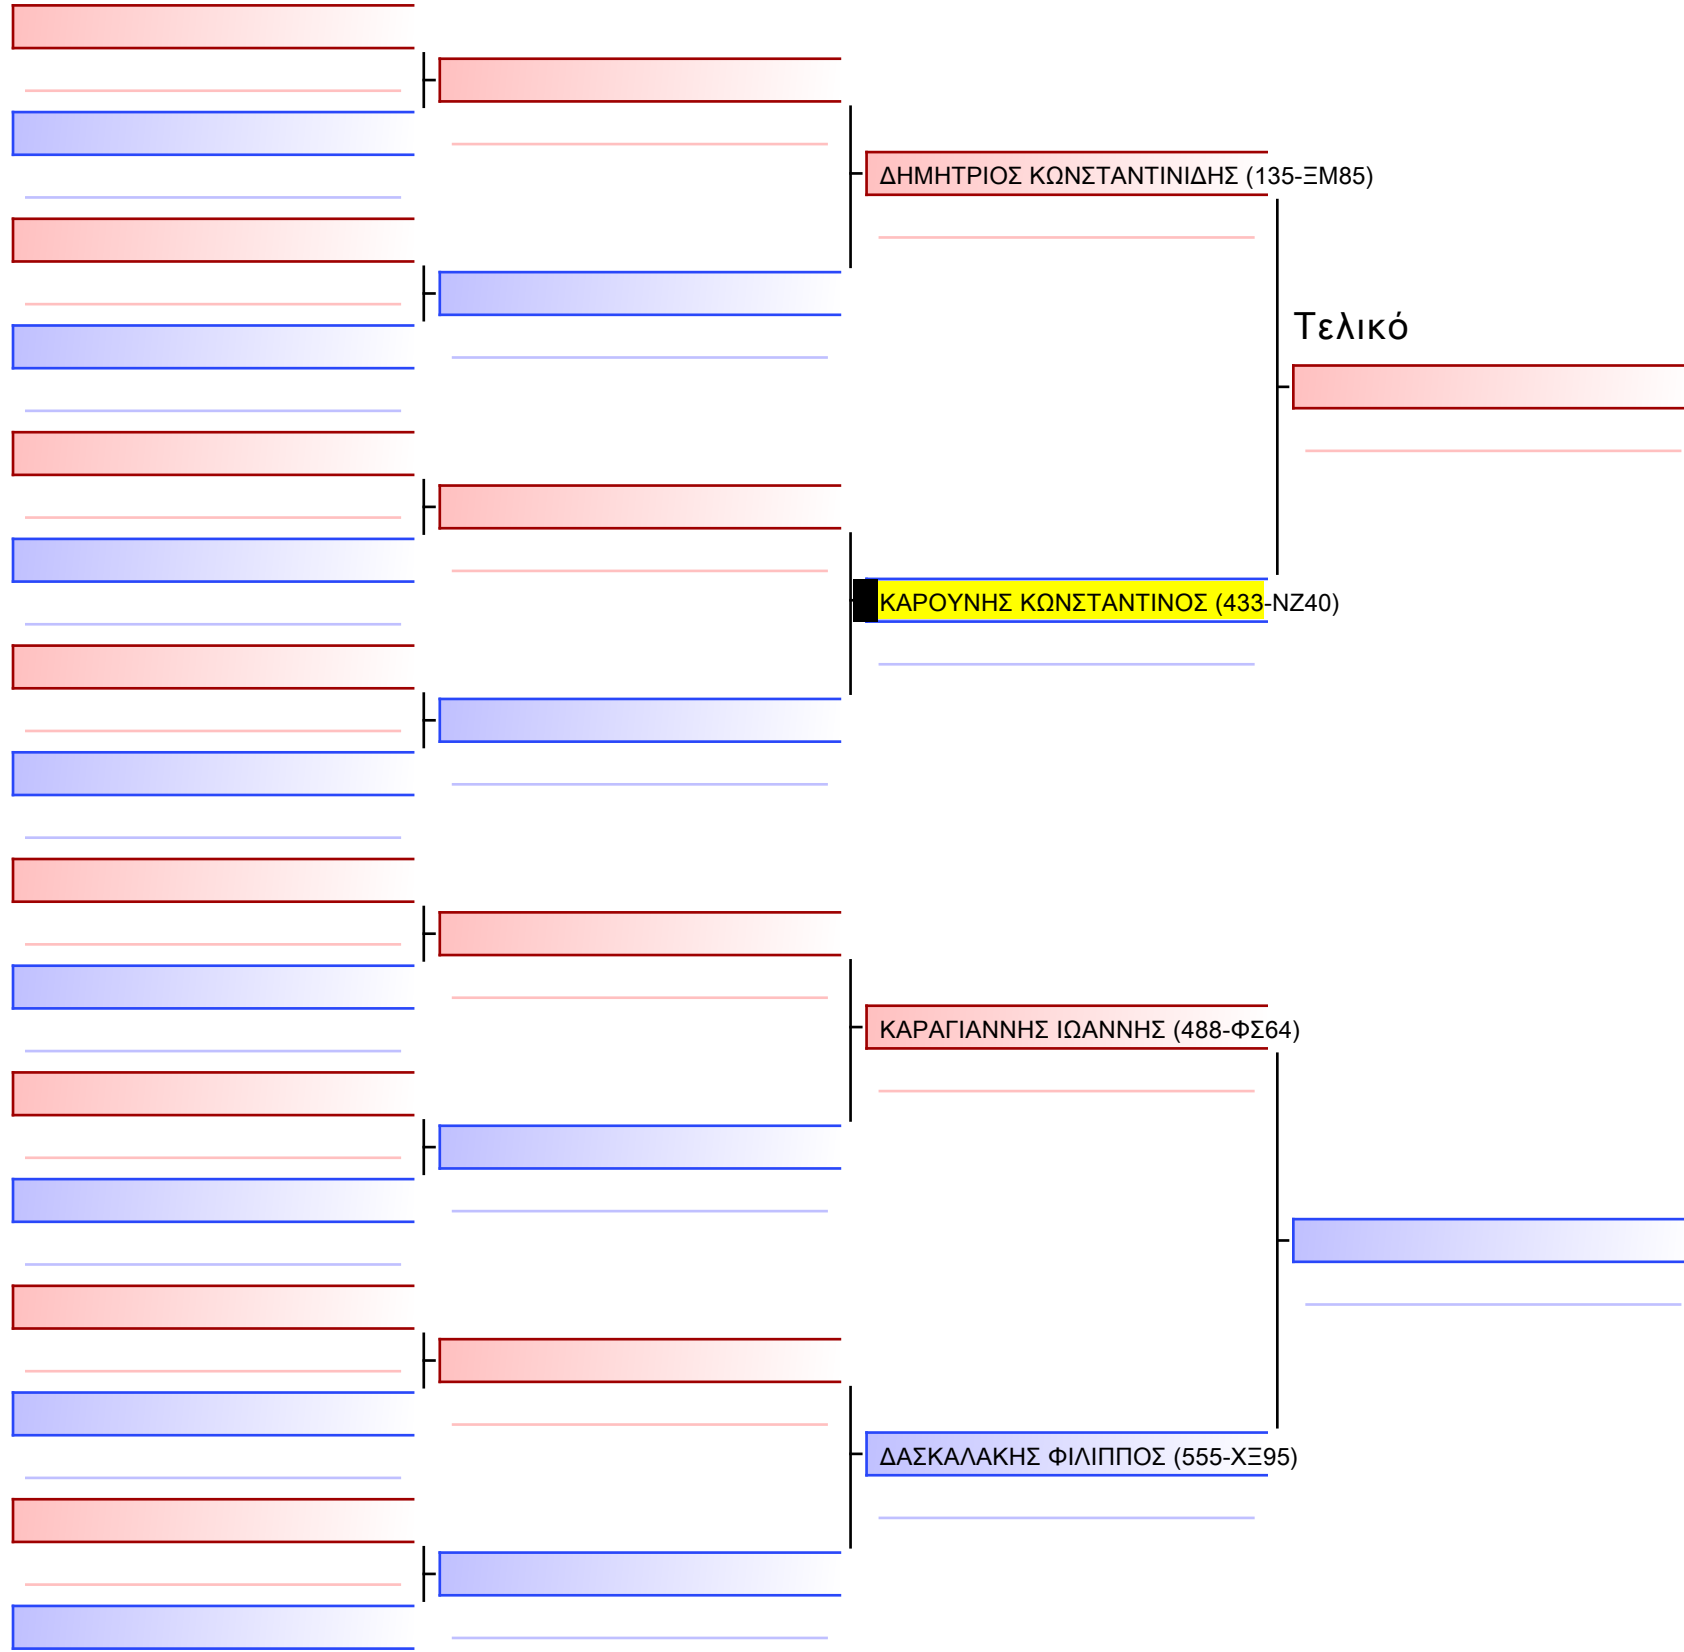 ΔΗΜΗΤΡΙΟΣ ΚΩΝΣΤΑΝΤΙΝΙΔΗΣ (135-ΞΜ85)
Τελικό
ΚΑΡΟΥΝΗΣ ΚΩΝΣΤΑΝΤΙΝΟΣ (433-ΝΖ40)
ΚΑΡΑΓΙΑΝΝΗΣ ΙΩΑΝΝΗΣ (488-ΦΣ64)
ΔΑΣΚΑΛΑΚΗΣ ΦΙΛΙΠΠΟΣ (555-ΧΞ95)